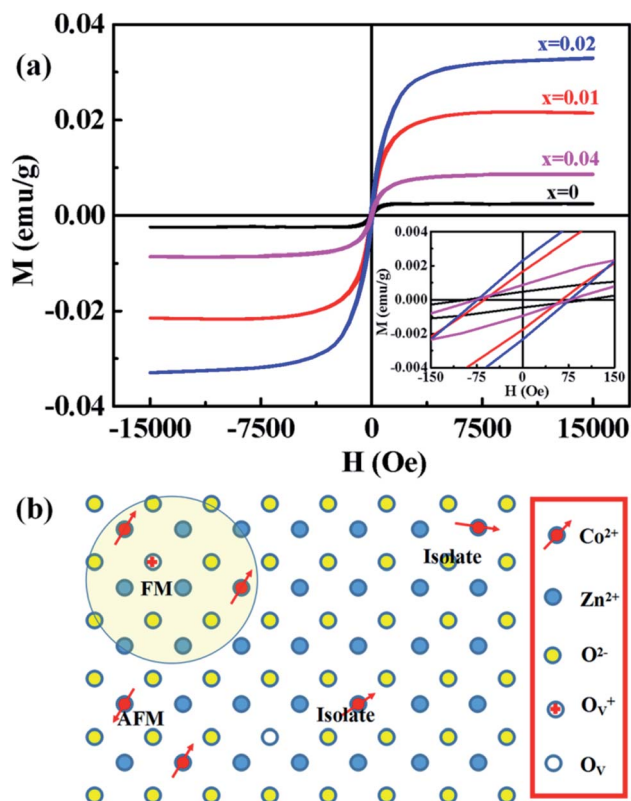 (a)
0.04
0.02
0.00
-0.02
-0.04
M (emu/g)
x=0.02
x=0.01
x=0.04
x=0
0.004
0.002
0.000
-0.002
-0.004
M (emu/g)
-150 -75 0 75 150
H (Oe)
-15000 -7500 0 7500 15000
H (Oe)
(b)
FM
Isolate
AFM
Isolate
Co²⁺
Zn²⁺
O²⁻
Oᵥ⁺
Oᵥ